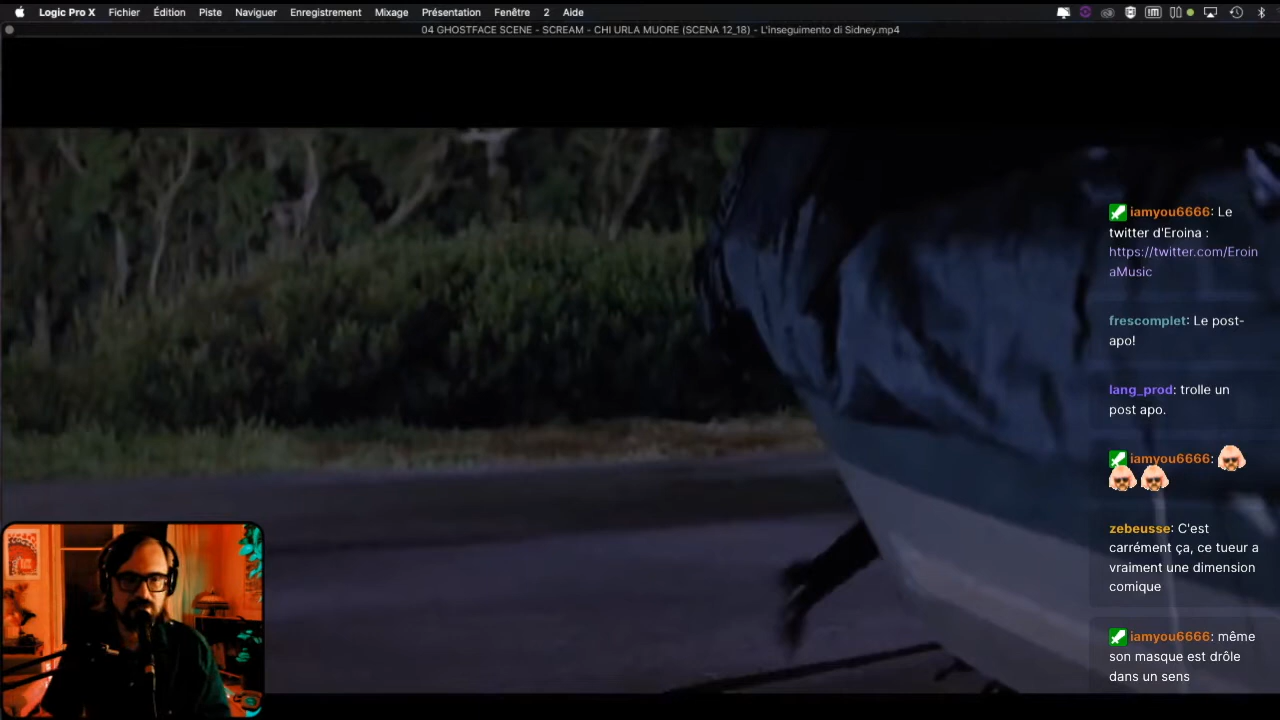 Logic Pro X Fichier Édition Piste Naviguer Enregistrement Mixage Présentation Fenêtre 2 Aide
04 GHOSTFACE SCENE - SCREAM - CHI URLA MUORE (SCENA 12_18) - L'inseguimento di Sidney.mp4
iamyou6666: Le
twitter d'Eroina :
https://twitter.com/Eroin
aMusic
frescomplet: Le post-
apo!
lang_prod: trolle un
post apo.
iamyou6666:
zebeusse: C'est
carrément ça, ce tueur a
vraiment une dimension
comique
iamyou6666: même
son masque est drôle
dans un sens